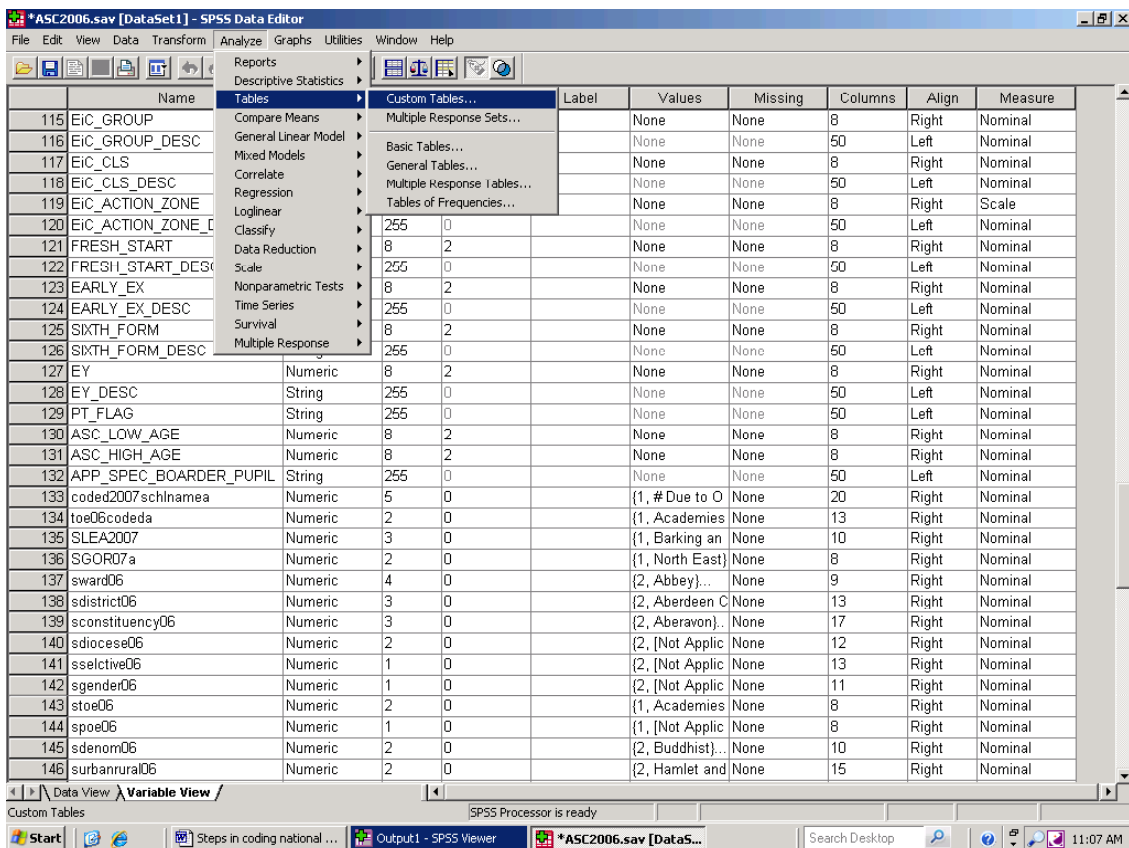 *ASC2006.sav [DataSet1] - SPSS Data Editor
File Edit View Data Transform Analyze Graphs Utilities Window Help
Reports
Descriptive Statistics
Tables
Compare Means
General Linear Model
Mixed Models
Correlate
Regression
Loglinear
Classify
Data Reduction
Scale
Nonparametric Tests
Time Series
Survival
Multiple Response
Custom Tables...
Multiple Response Sets...
Basic Tables...
General Tables...
Multiple Response Tables...
Tables of Frequencies...
Name Label Values Missing Columns Align Measure
115 EiC_GROUP None None 8 Right Nominal
116 EiC_GROUP_DESC None None 50 Left Nominal
117 EiC_CLS None None 8 Right Nominal
118 EiC_CLS_DESC None None 50 Left Nominal
119 EiC_ACTION_ZONE None None 8 Right Scale
120 EiC_ACTION_ZONE_D 255 0 None None 50 Left Nominal
121 FRESH_START 8 2 None None 8 Right Nominal
122 FRESH_START_DES 255 0 None None 50 Left Nominal
123 EARLY_EX 8 2 None None 8 Right Nominal
124 EARLY_EX_DESC 255 0 None None 50 Left Nominal
125 SIXTH_FORM 8 2 None None 8 Right Nominal
126 SIXTH_FORM_DESC 255 0 None None 50 Left Nominal
127 EY Numeric 8 2 None None 8 Right Nominal
128 EY_DESC String 255 0 None None 50 Left Nominal
129 PT_FLAG String 255 0 None None 50 Left Nominal
130 ASC_LOW_AGE Numeric 8 2 None None 8 Right Nominal
131 ASC_HIGH_AGE Numeric 8 2 None None 8 Right Nominal
132 APP_SPEC_BOARDER_PUPIL String 255 0 None None 50 Left Nominal
133 coded2007schlnamea Numeric 5 0 {1, # Due to O None 20 Right Nominal
134 toe06codeda Numeric 2 0 {1, Academies None 13 Right Nominal
135 SLEA2007 Numeric 3 0 {1, Barking an None 10 Right Nominal
136 SGOR07a Numeric 2 0 {1, North East} None 8 Right Nominal
137 sward06 Numeric 4 0 {2, Abbey}... None 9 Right Nominal
138 sdistrict06 Numeric 3 0 {2, Aberdeen C None 13 Right Nominal
139 sconstituency06 Numeric 3 0 {2, Aberavon}.. None 17 Right Nominal
140 sdiocese06 Numeric 2 0 {2, [Not Applic None 12 Right Nominal
141 sselctive06 Numeric 1 0 {2, [Not Applic None 13 Right Nominal
142 sgender06 Numeric 1 0 {2, [Not Applic None 11 Right Nominal
143 stoe06 Numeric 2 0 {1, Academies None 8 Right Nominal
144 spoe06 Numeric 1 0 {1, [Not Applic None 8 Right Nominal
145 sdenom06 Numeric 2 0 {2, Buddhist}... None 10 Right Nominal
146 surbanrural06 Numeric 2 0 {2, Hamlet and None 15 Right Nominal
Data View Variable View
Custom Tables SPSS Processor is ready
Start Steps in coding national ... Output1 - SPSS Viewer *ASC2006.sav [DataS... Search Desktop 11:07 AM